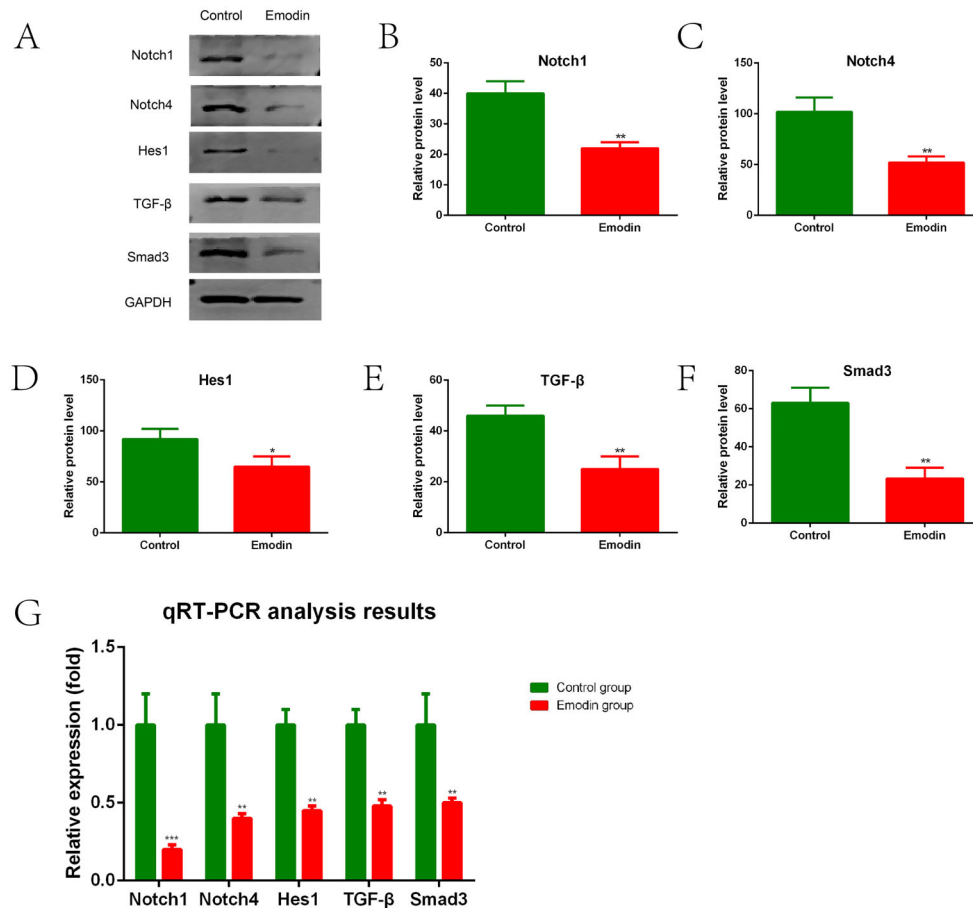 A
Control Emodin
Notch1
Notch4
Hes1
TGF-β
Smad3
GAPDH
B
Notch1
Relative protein level
50
40
30
20
10
0
**
Control Emodin
C
Notch4
Relative protein level
150
100
50
0
**
Control Emodin
D
Hes1
Relative protein level
150
100
50
0
*
Control Emodin
E
TGF-β
Relative protein level
60
40
20
0
**
Control Emodin
F
Smad3
Relative protein level
80
60
40
20
0
**
Control Emodin
G
qRT-PCR analysis results
Relative expression (fold)
1.5
1.0
0.5
0.0
*** ** ** ** **
Notch1 Notch4 Hes1 TGF-β Smad3
Control group
Emodin group